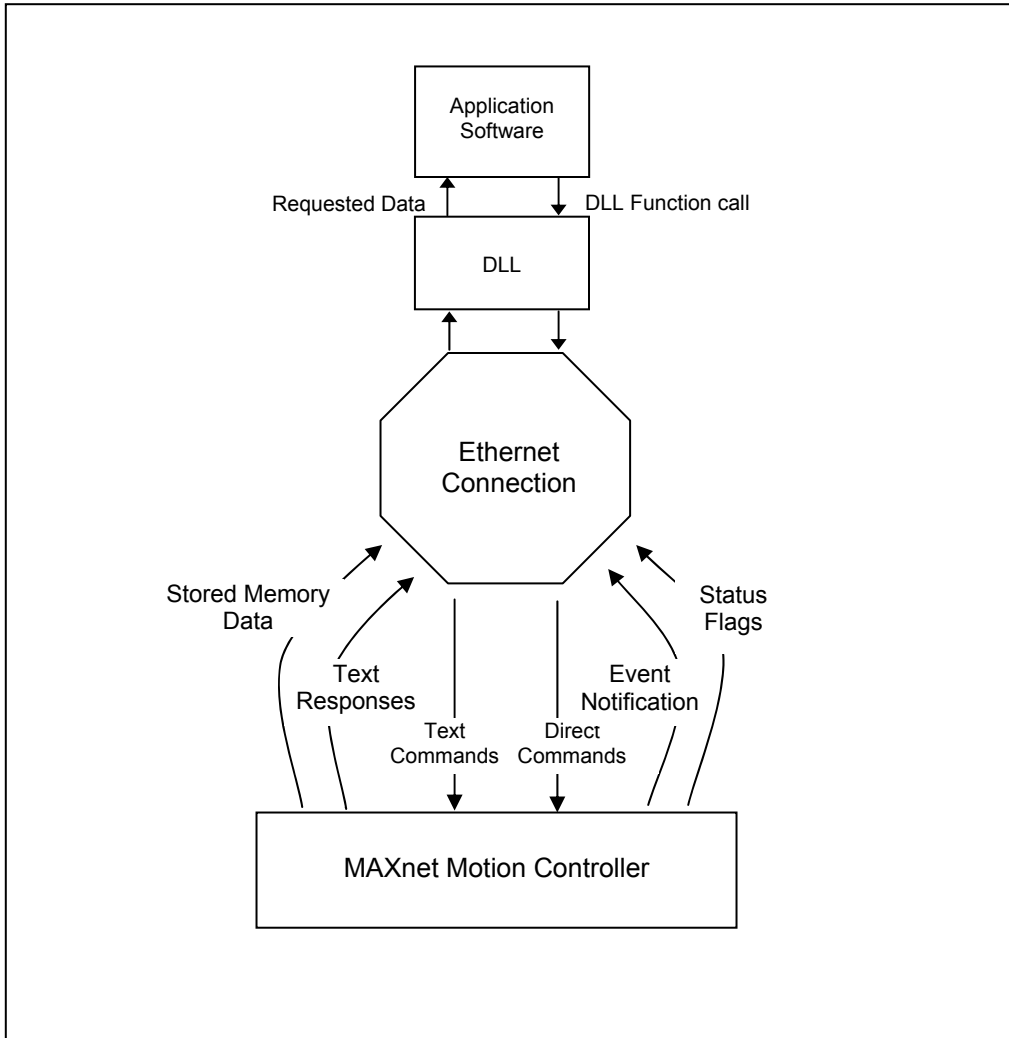 Application
Software
Requested Data
DLL Function call
DLL
Ethernet
Connection
Stored Memory
Data
Status
Flags
Text
Responses
Event
Notification
Text
Commands
Direct
Commands
MAXnet Motion Controller